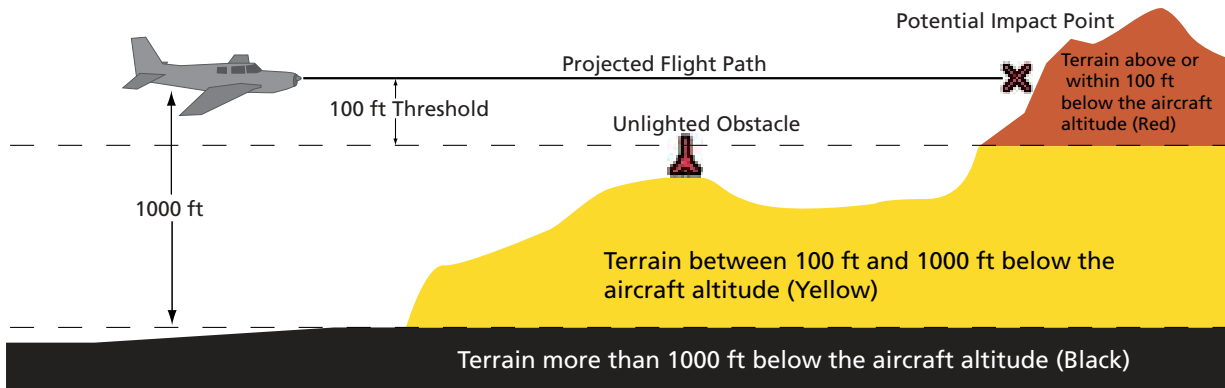 Potential Impact Point
Projected Flight Path
Terrain above or
within 100 ft
below the aircraft
altitude (Red)
100 ft Threshold
Unlighted Obstacle
1000 ft
Terrain between 100 ft and 1000 ft below the
aircraft altitude (Yellow)
Terrain more than 1000 ft below the aircraft altitude (Black)